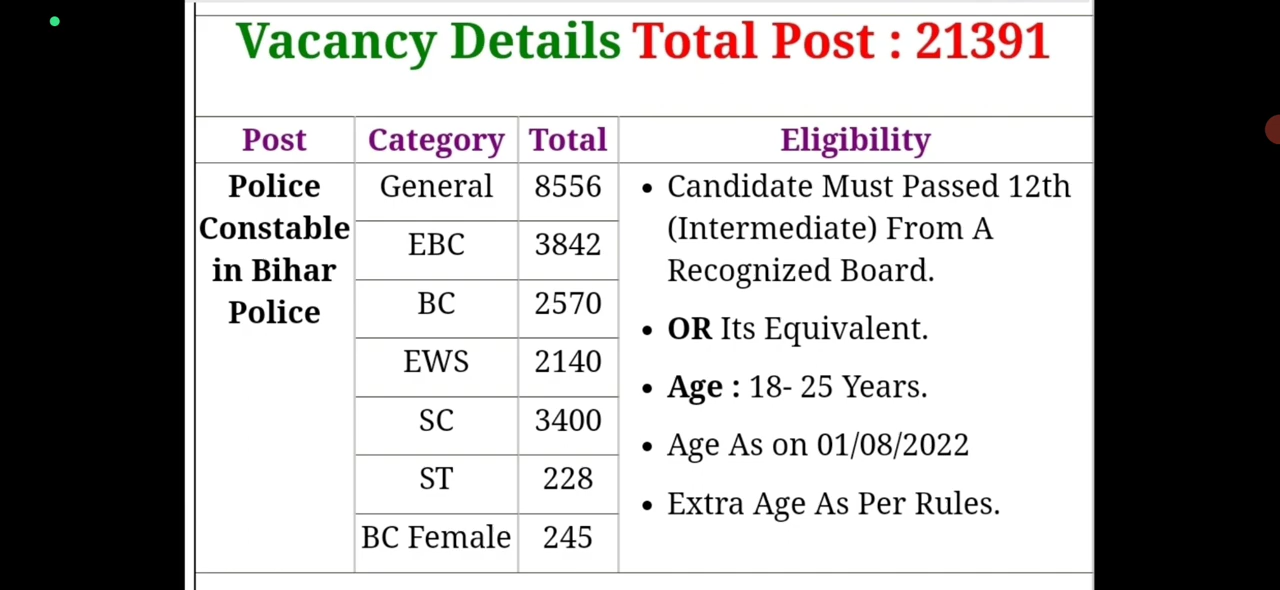 Vacancy Details Total Post : 21391
Post Category Total Eligibility
Police
Constable
in Bihar
Police
General 8556
EBC 3842
BC 2570
EWS 2140
SC 3400
ST 228
BC Female 245
• Candidate Must Passed 12th
(Intermediate) From A
Recognized Board.
• OR Its Equivalent.
• Age : 18- 25 Years.
• Age As on 01/08/2022
• Extra Age As Per Rules.